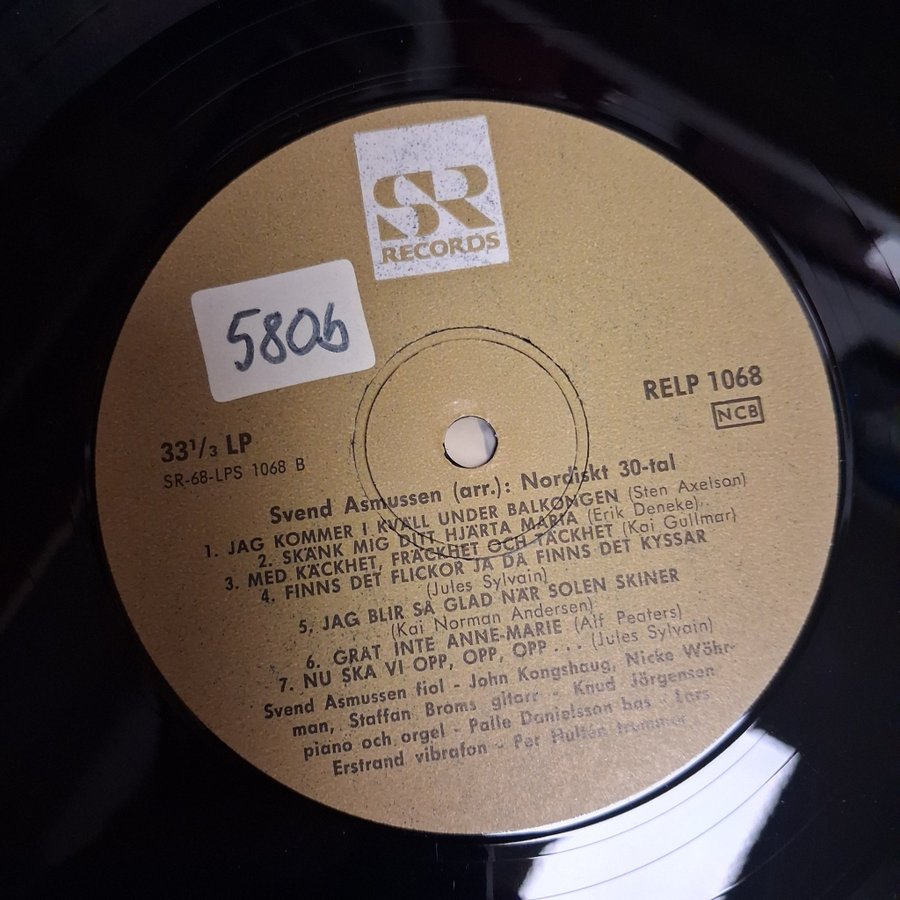 SR
RECORDS
5806
RELP 1068
NCB
33¹/₃ LP
SR-68-LPS 1068 B
Svend Asmussen (arr.): Nordiskt 30-tal
1. JAG KOMMER I KVÄLL UNDER BALKONGEN (Sten Axelson)
2. SKÄNK MIG DITT HJÄRTA MARIA (Erik Deneke)
3. MED KÄCKHET, FRÄCKHET OCH TÄCKHET (Kai Gullmar)
4. FINNS DET FLICKOR JA DÅ FINNS DET KYSSAR
(Jules Sylvain)
5, JAG BLIR SÅ GLAD NÄR SOLEN SKINER
(Kai Norman Andersen)
6. GRÅT INTE ANNE-MARIE (Alf Peaters)
7. NU SKA VI OPP, OPP, OPP... (Jules Sylvain)
Svend Asmussen fiol - John Kongshaug, Nicke Wöhr-
man, Staffan Broms gitarr - Knud Jörgensen
piano och orgel - Palle Danielsson bas - Lars
Erstrand vibrafon - Per Hultén trummor